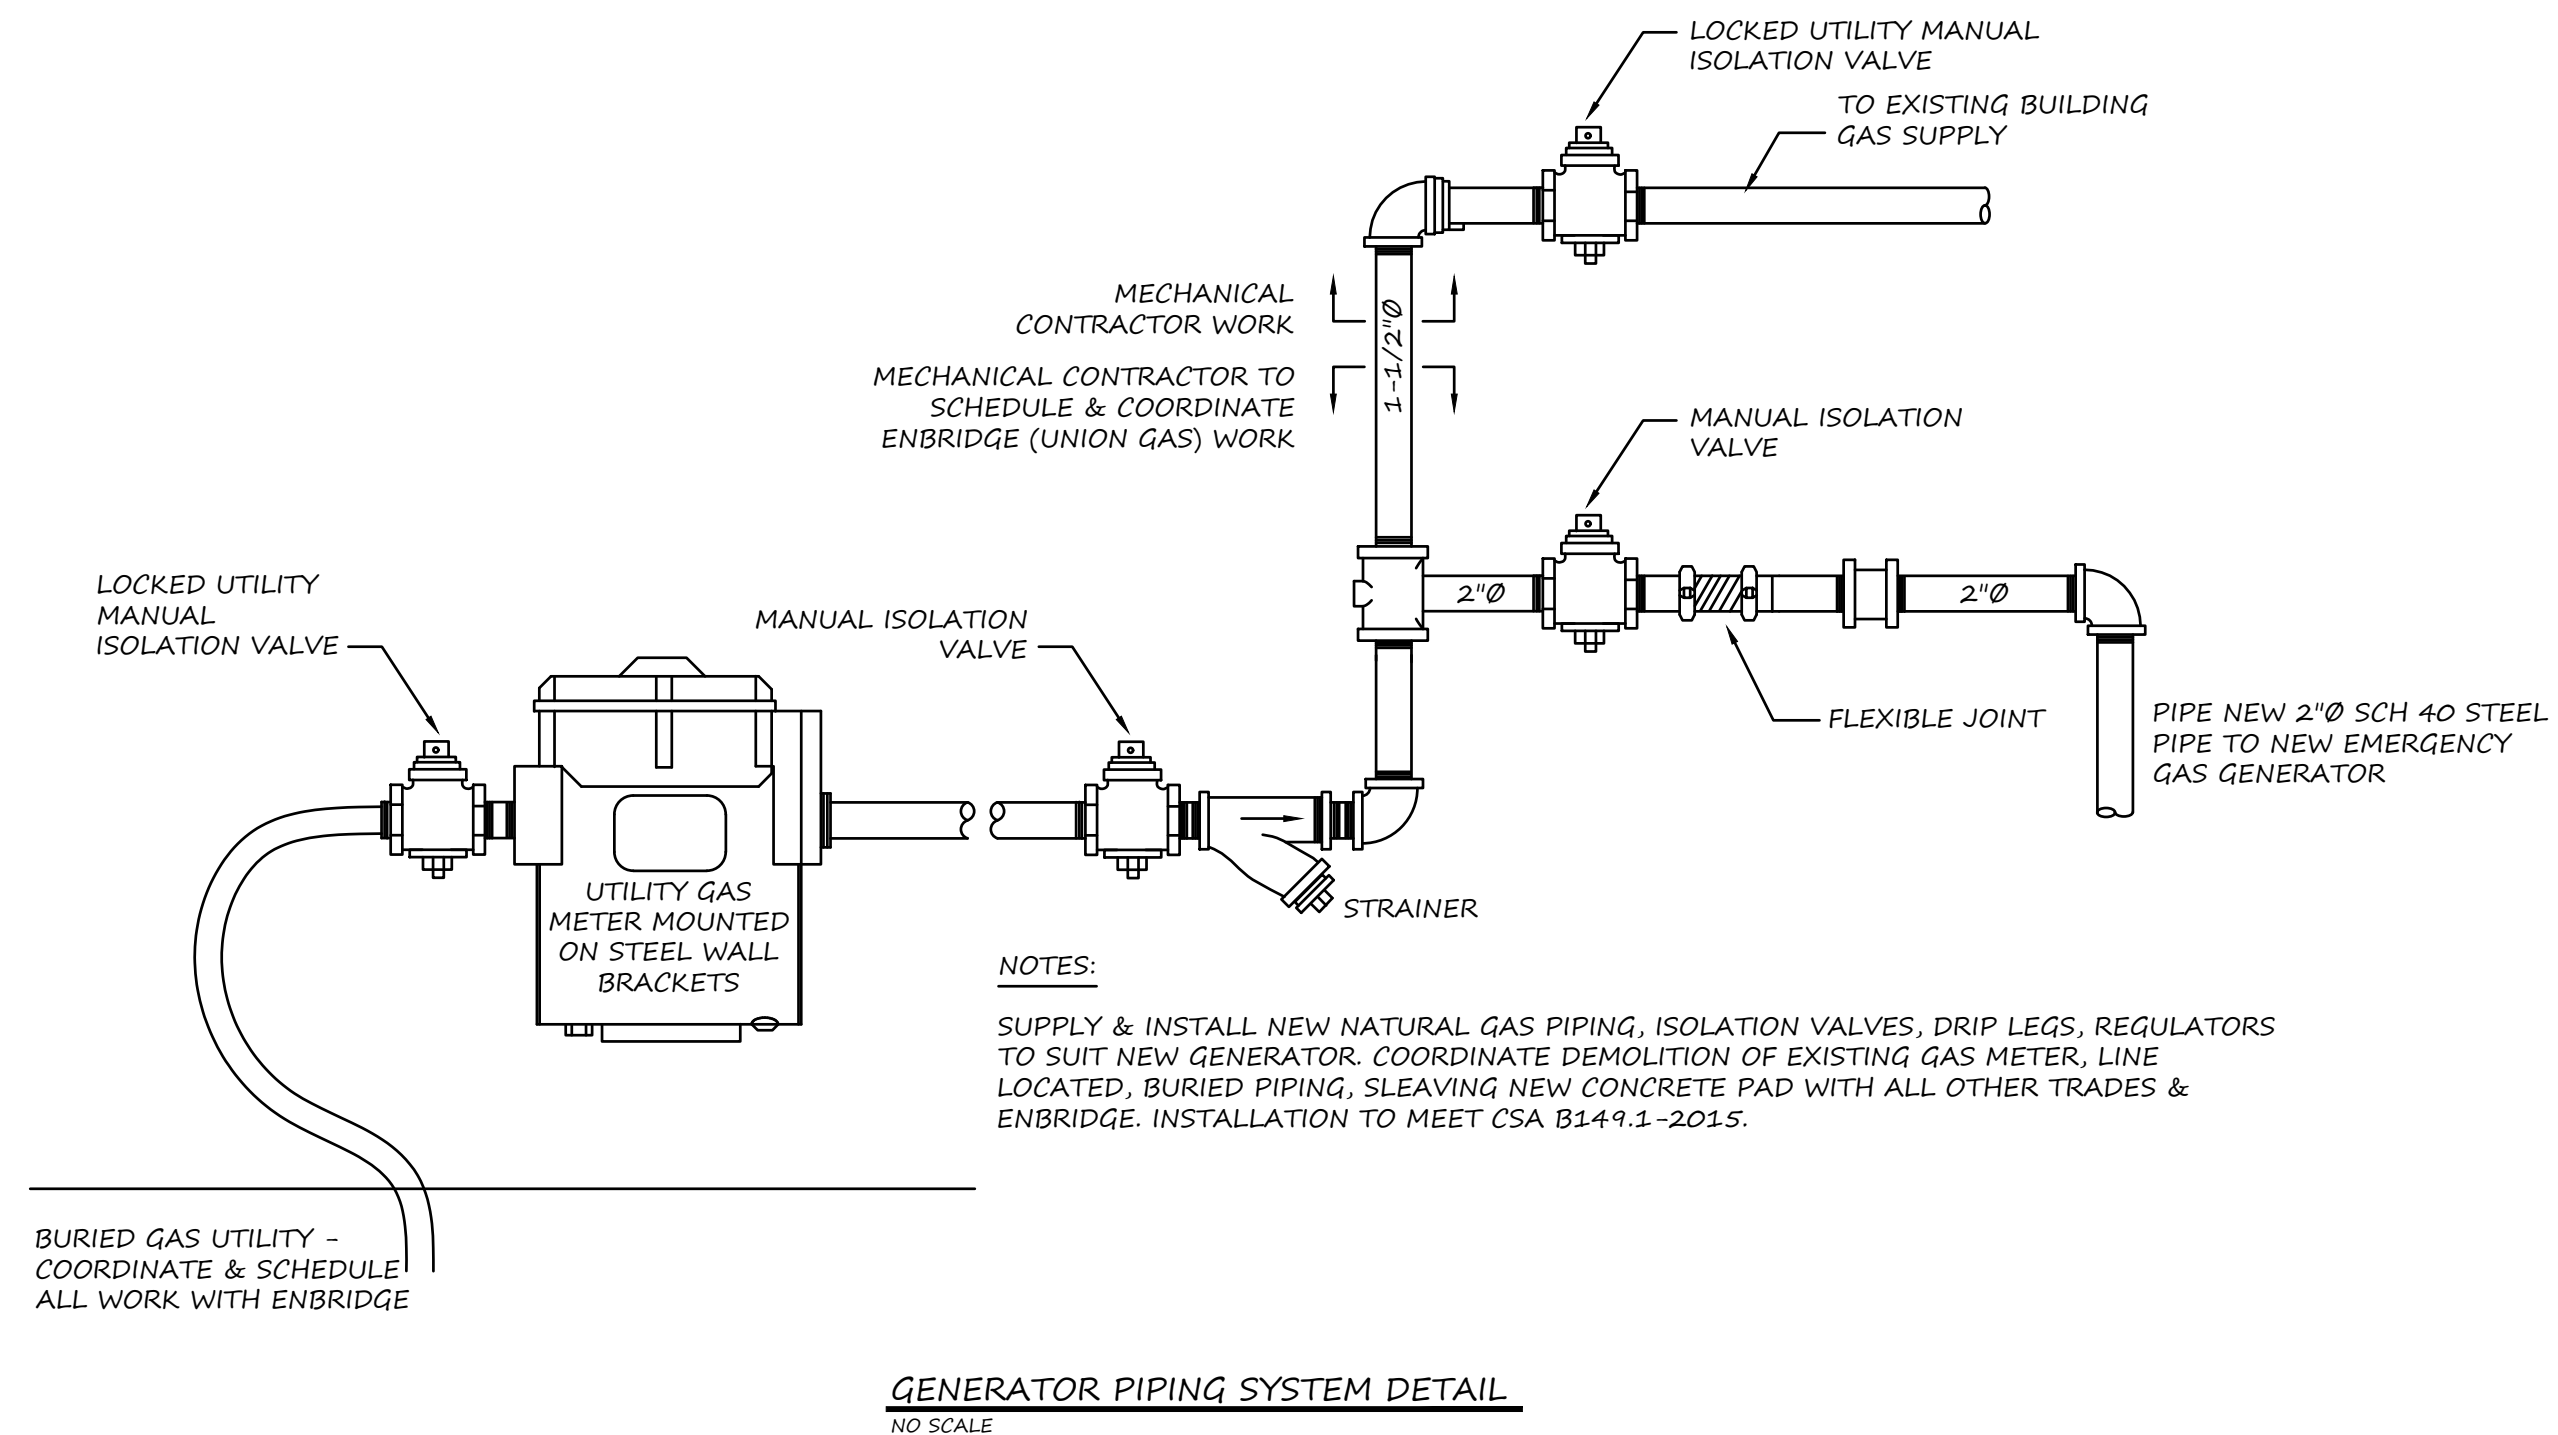 LOCKED UTILITY MANUAL
ISOLATION VALVE
TO EXISTING BUILDING
GAS SUPPLY
MECHANICAL
CONTRACTOR WORK
1-1/2"Ø
MECHANICAL CONTRACTOR TO
SCHEDULE & COORDINATE
ENBRIDGE (UNION GAS) WORK
MANUAL ISOLATION
VALVE
LOCKED UTILITY
MANUAL
ISOLATION VALVE
MANUAL ISOLATION
VALVE
2"Ø
2"Ø
FLEXIBLE JOINT
PIPE NEW 2"Ø SCH 40 STEEL
PIPE TO NEW EMERGENCY
GAS GENERATOR
UTILITY GAS
METER MOUNTED
ON STEEL WALL
BRACKETS
STRAINER
NOTES:
SUPPLY & INSTALL NEW NATURAL GAS PIPING, ISOLATION VALVES, DRIP LEGS, REGULATORS
TO SUIT NEW GENERATOR. COORDINATE DEMOLITION OF EXISTING GAS METER, LINE
LOCATED, BURIED PIPING, SLEAVING NEW CONCRETE PAD WITH ALL OTHER TRADES &
ENBRIDGE. INSTALLATION TO MEET CSA B149.1-2015.
BURIED GAS UTILITY -
COORDINATE & SCHEDULE
ALL WORK WITH ENBRIDGE
GENERATOR PIPING SYSTEM DETAIL
NO SCALE